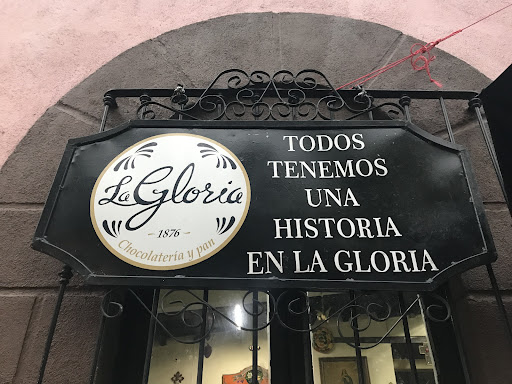 La Gloria
- 1876 -
Chocolatería y pan
TODOS
TENEMOS
UNA
HISTORIA
EN LA GLORIA